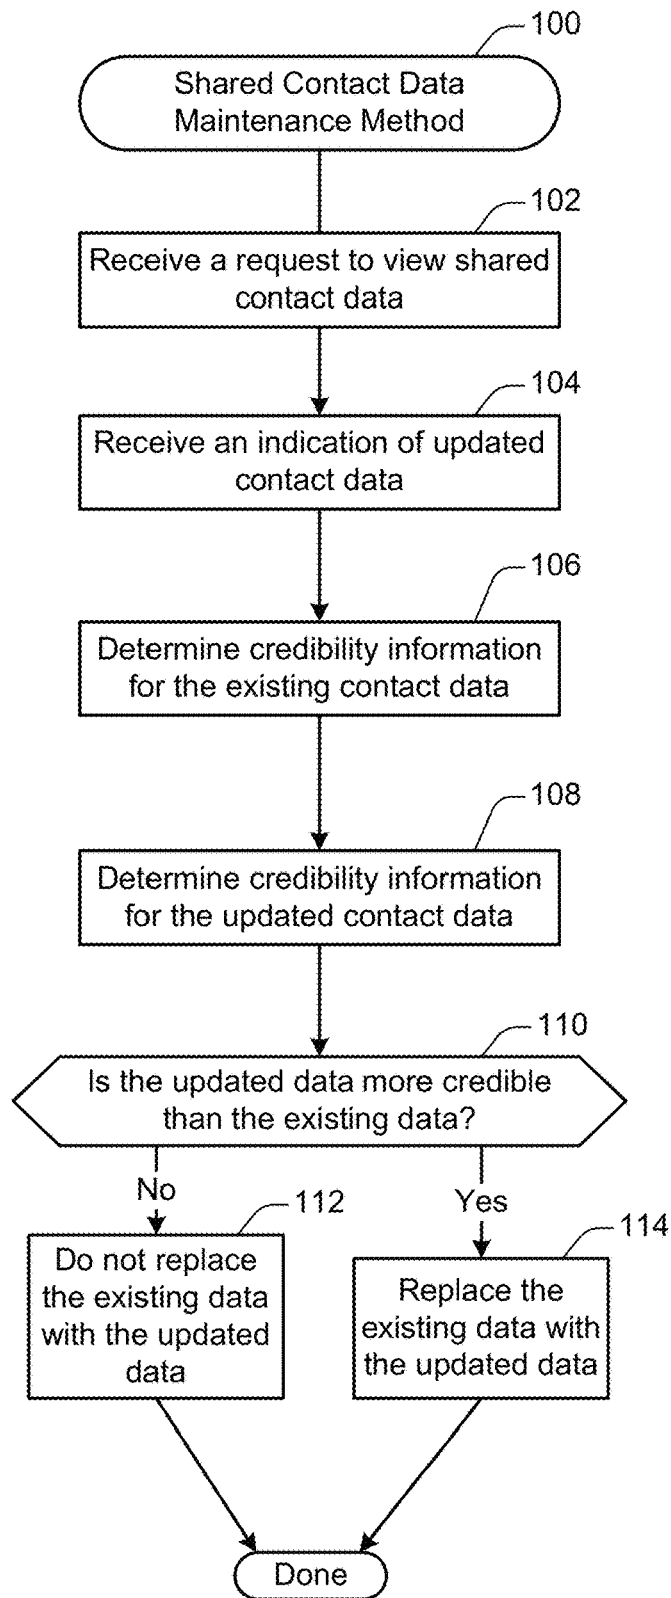 100
Shared Contact Data
Maintenance Method
102
Receive a request to view shared
contact data
104
Receive an indication of updated
contact data
106
Determine credibility information
for the existing contact data
108
Determine credibility information
for the updated contact data
110
Is the updated data more credible
than the existing data?
No
112
Do not replace
the existing data
with the updated
data
Yes
114
Replace the
existing data with
the updated data
Done